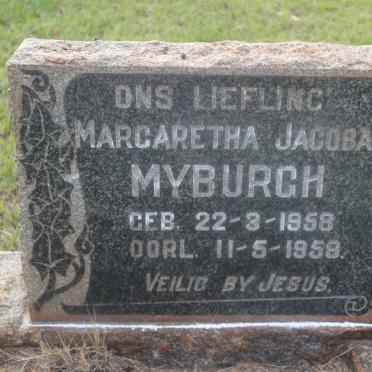 ONS LIEFLING
MARGARETHA JACOBA
MYBURGH
GEB. 22-3-1958
OORL. 11-5-1958.
VEILIG BY JESUS.